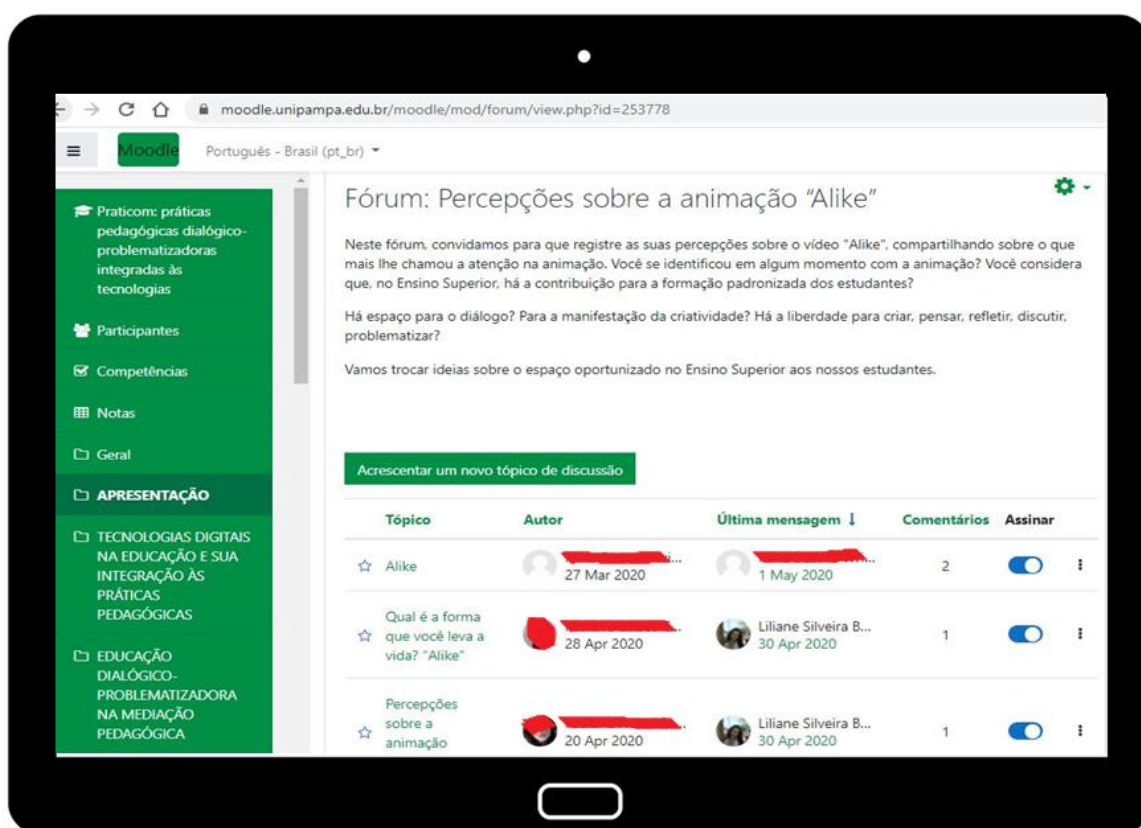 moodle.unipampa.edu.br/moodle/mod/forum/view.php?id=253778
Moodle
Português - Brasil (pt_br)
Praticom: práticas
pedagógicas dialógico-
problematizadoras
integradas às
tecnologias
Participantes
Competências
Notas
Geral
APRESENTAÇÃO
TECNOLOGIAS DIGITAIS
NA EDUCAÇÃO E SUA
INTEGRAÇÃO ÀS
PRÁTICAS
PEDAGÓGICAS
EDUCAÇÃO
DIALÓGICO-
PROBLEMATIZADORA
NA MEDIAÇÃO
PEDAGÓGICA
Fórum: Percepções sobre a animação “Alike”
Neste fórum, convidamos para que registre as suas percepções sobre o vídeo "Alike", compartilhando sobre o que
mais lhe chamou a atenção na animação. Você se identificou em algum momento com a animação? Você considera
que, no Ensino Superior, há a contribuição para a formação padronizada dos estudantes?
Há espaço para o diálogo? Para a manifestação da criatividade? Há a liberdade para criar, pensar, refletir, discutir,
problematizar?
Vamos trocar ideias sobre o espaço oportunizado no Ensino Superior aos nossos estudantes.
Acrescentar um novo tópico de discussão
Tópico Autor Última mensagem Comentários Assinar
Alike 27 Mar 2020 1 May 2020 2
Qual é a forma
que você leva a
vida? "Alike"
28 Apr 2020
Liliane Silveira B...
30 Apr 2020
1
Percepções
sobre a
animação
20 Apr 2020
Liliane Silveira B...
30 Apr 2020
1